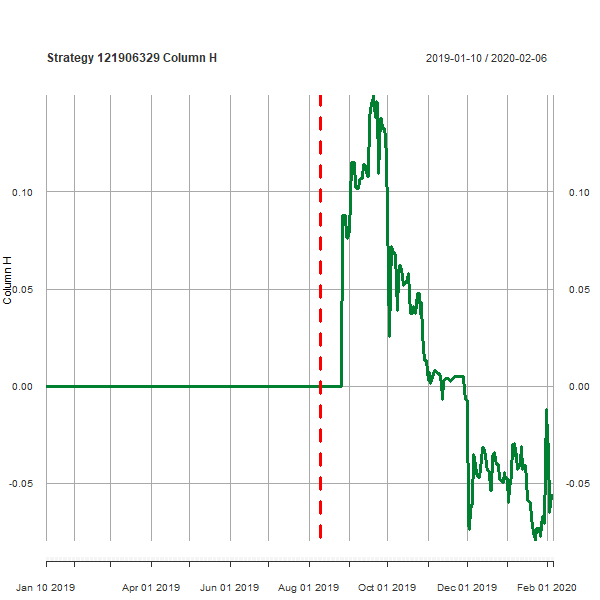 Strategy 121906329 Column H
2019-01-10 / 2020-02-06
0.10
0.10
0.05
0.05
Column H
0.00
0.00
-0.05
-0.05
Jan 10 2019
Apr 01 2019
Jun 01 2019
Aug 01 2019
Oct 01 2019
Dec 01 2019
Feb 01 2020